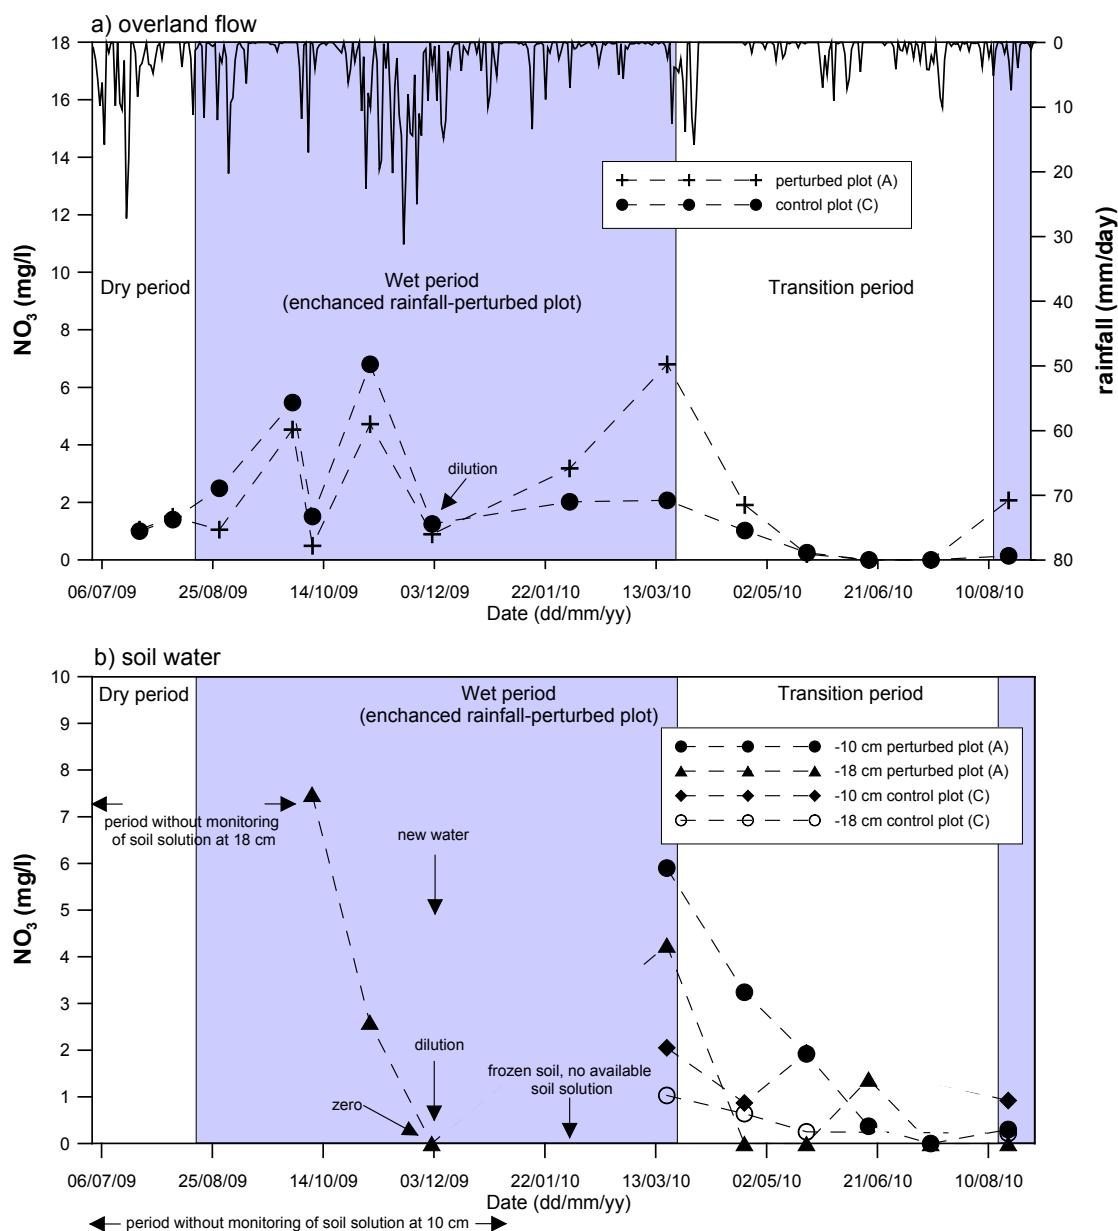 a) overland flow
18
16
14
12
10
8
6
4
2
0
NO3 (mg/l)
0
10
20
30
40
50
60
70
80
rainfall (mm/day)
perturbed plot (A)
control plot (C)
Dry period
Wet period
(enchanced rainfall-perturbed plot)
Transition period
dilution
06/07/09 25/08/09 14/10/09 03/12/09 22/01/10 13/03/10 02/05/10 21/06/10 10/08/10
Date (dd/mm/yy)
b) soil water
10
9
8
7
6
5
4
3
2
1
0
NO3 (mg/l)
Dry period
Wet period
(enchanced rainfall-perturbed plot)
Transition period
-10 cm perturbed plot (A)
-18 cm perturbed plot (A)
-10 cm control plot (C)
-18 cm control plot (C)
period without monitoring
of soil solution at 18 cm
new water
dilution
zero
frozen soil, no available
soil solution
06/07/09 25/08/09 14/10/09 03/12/09 22/01/10 13/03/10 02/05/10 21/06/10 10/08/10
Date (dd/mm/yy)
period without monitoring of soil solution at 10 cm